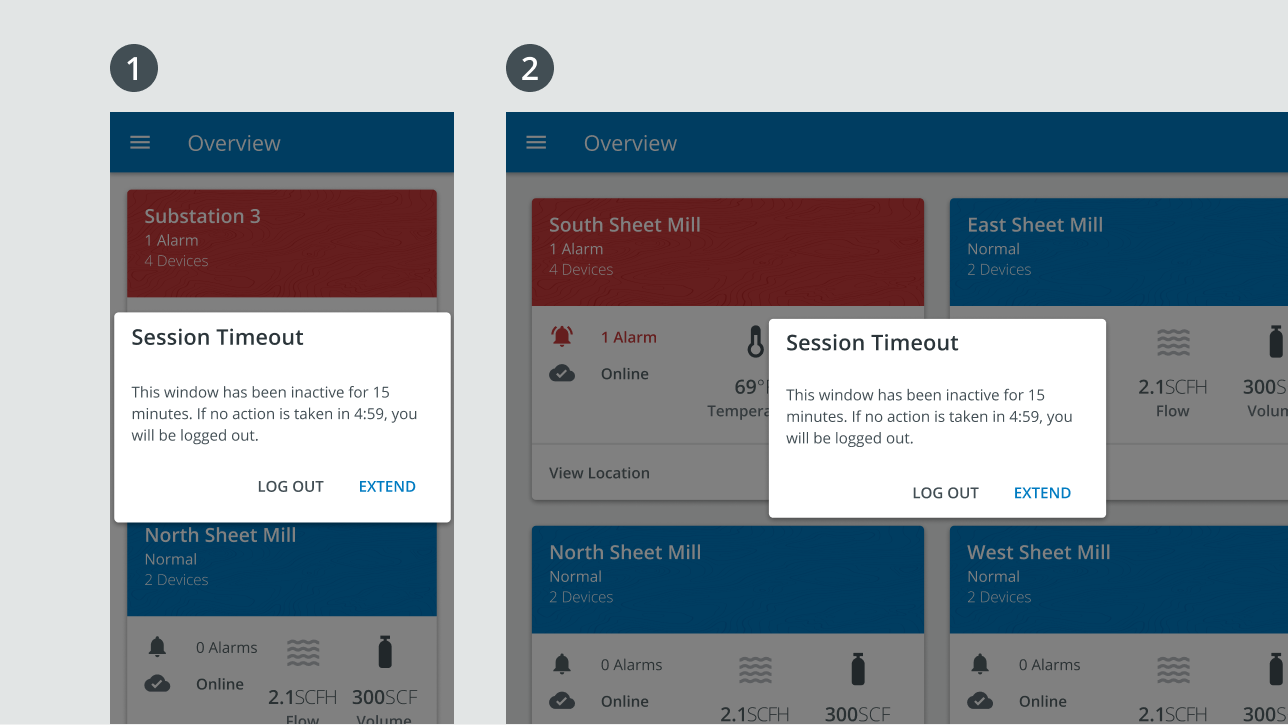 1
Overview
Substation 3
1 Alarm
4 Devices
Session Timeout
This window has been inactive for 15
minutes. If no action is taken in 4:59, you
will be logged out.
LOG OUT EXTEND
North Sheet Mill
Normal
2 Devices
0 Alarms
Online
2.1SCFH 300SCF
Flow Volume
2
Overview
South Sheet Mill
1 Alarm
4 Devices
1 Alarm
Online
69°
View Location
East Sheet Mill
Normal
2 Devices
2.1SCFH 300S
Flow
Session Timeout
This window has been inactive for 15
minutes. If no action is taken in 4:59, you
will be logged out.
LOG OUT EXTEND
North Sheet Mill
Normal
2 Devices
0 Alarms
Online
2.1SCFH 300SCF
West Sheet Mill
Normal
2 Devices
0 Alarms
Online
2.1SCFH 300S